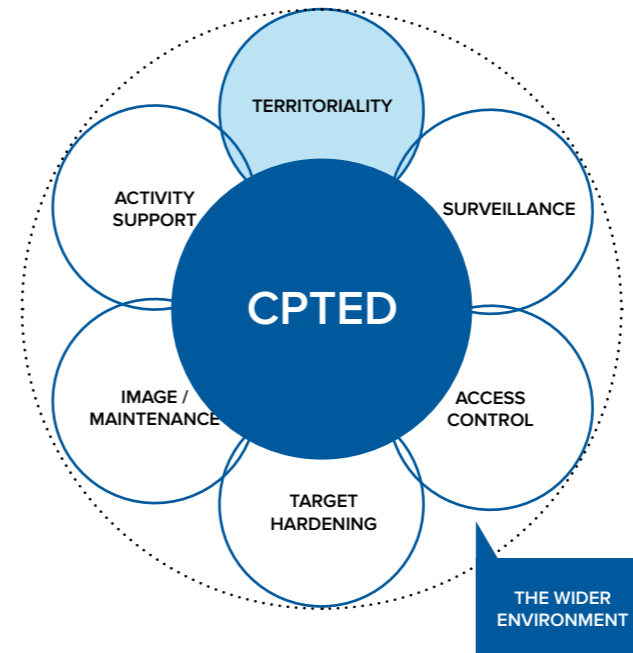 TERRITORIALITY
ACTIVITY
SUPPORT
SURVEILLANCE
CPTED
IMAGE /
MAINTENANCE
ACCESS
CONTROL
TARGET
HARDENING
THE WIDER
ENVIRONMENT